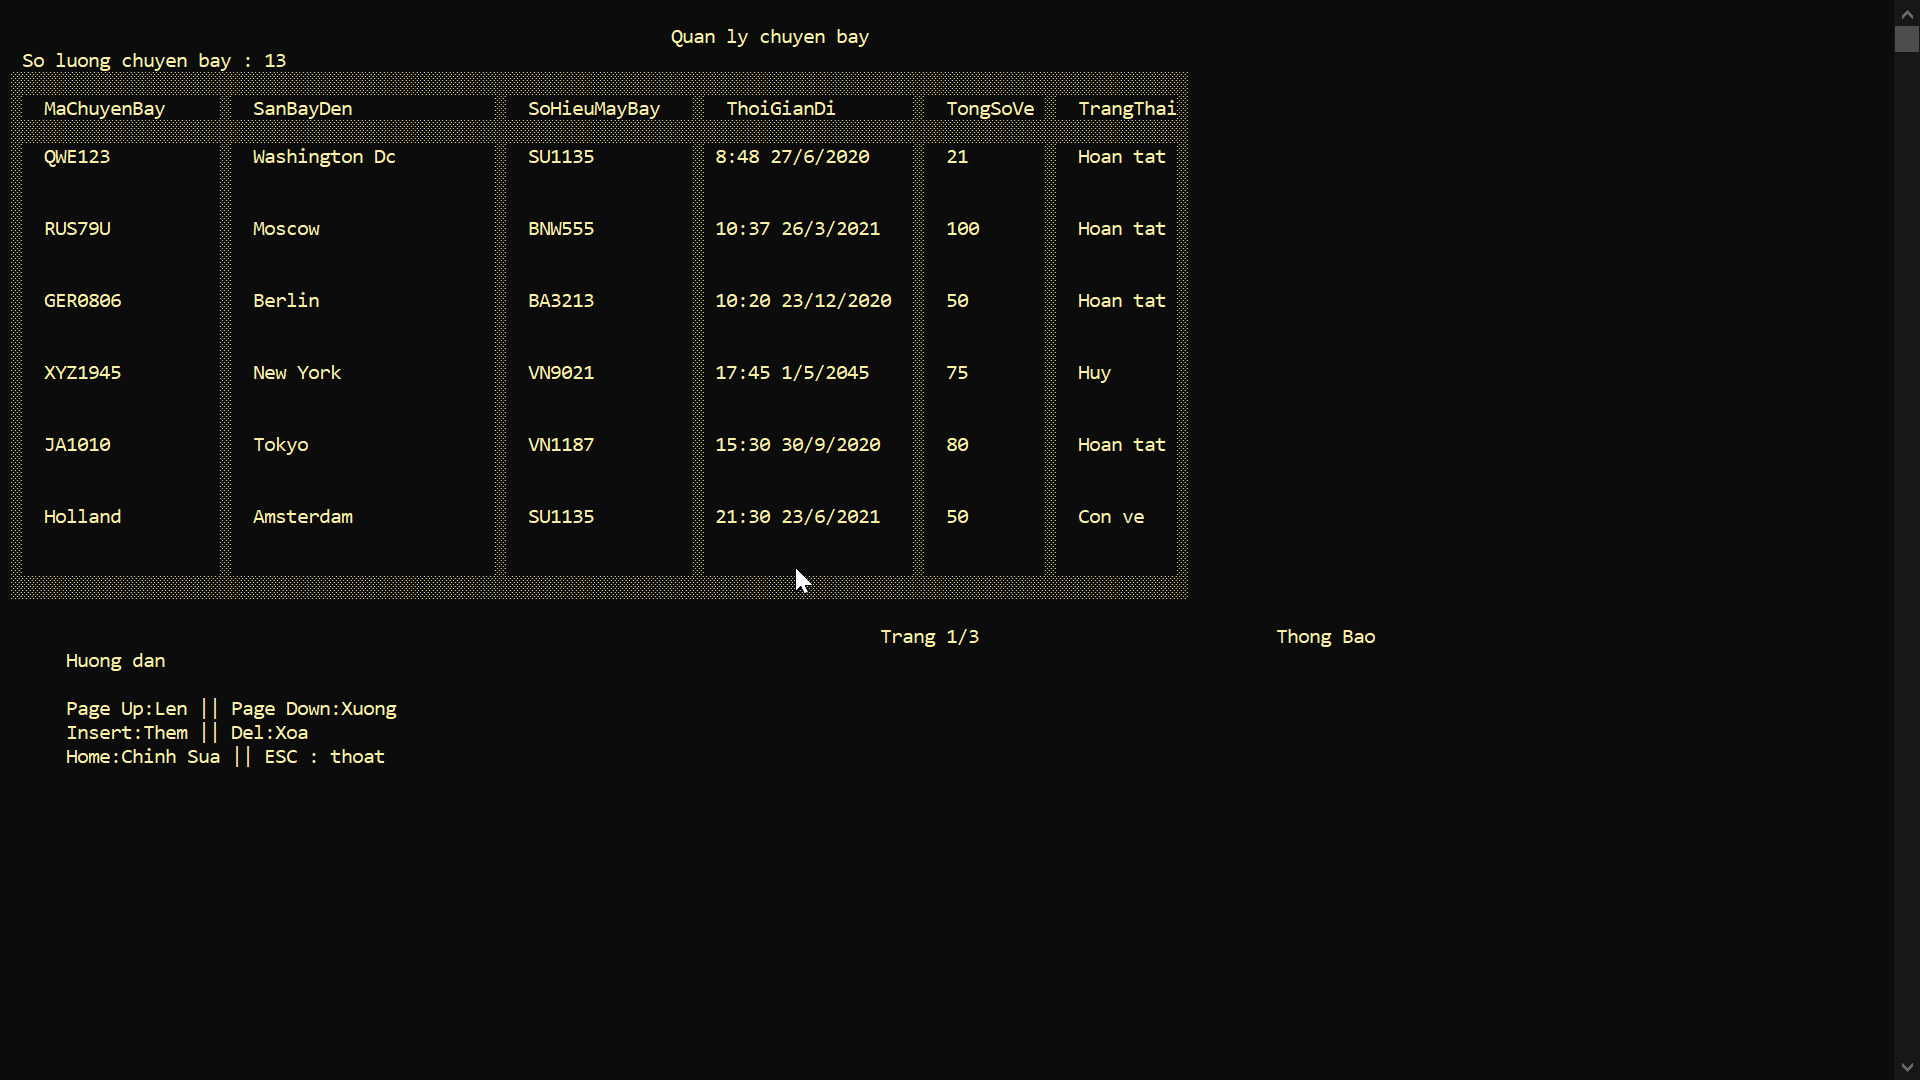 Quan ly chuyen bay
So luong chuyen bay : 13
MaChuyenBay SanBayDen SoHieuMayBay ThoiGianDi TongSoVe TrangThai
QWE123 Washington Dc SU1135 8:48 27/6/2020 21 Hoan tat
RUS79U Moscow BNW555 10:37 26/3/2021 100 Hoan tat
GER0806 Berlin BA3213 10:20 23/12/2020 50 Hoan tat
XYZ1945 New York VN9021 17:45 1/5/2045 75 Huy
JA1010 Tokyo VN1187 15:30 30/9/2020 80 Hoan tat
Holland Amsterdam SU1135 21:30 23/6/2021 50 Con ve
Trang 1/3 Thong Bao
Huong dan
Page Up:Len || Page Down:Xuong
Insert:Them || Del:Xoa
Home:Chinh Sua || ESC : thoat